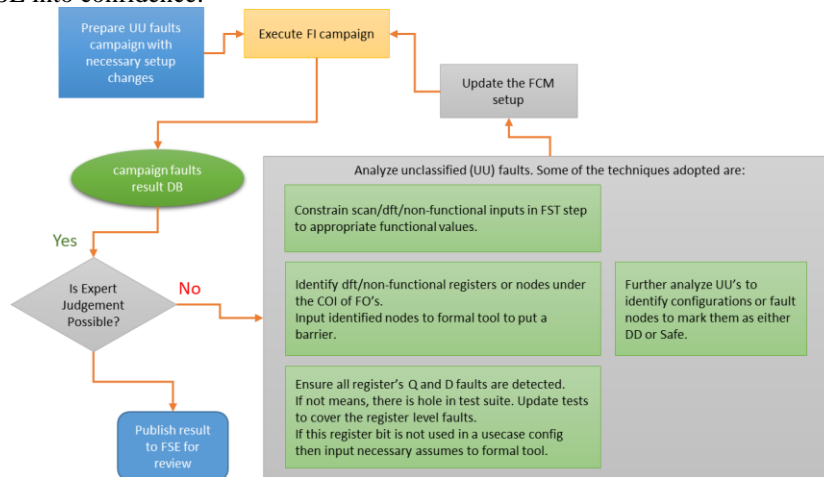 into confidence.
Prepare UU faults
campaign with
necessary setup
changes
Execute FI campaign
Update the FCM
setup
campaign faults
result DB
Analyze unclassified (UU) faults. Some of the techniques adopted are:
Constrain scan/dft/non-functional inputs in FST step
to appropriate functional values.
Yes
Is Expert
Judgement
Possible?
No
Identify dft/non-functional registers or nodes under
the COI of FO's.
Input identified nodes to formal tool to put a
barrier.
Further analyze UU's to
identify configurations or fault
nodes to mark them as either
DD or Safe.
Ensure all register's Q and D faults are detected.
If not means, there is hole in test suite. Update tests
to cover the register level faults.
If this register bit is not used in a usecase config
then input necessary assumes to formal tool.
Publish result
to FSE for
review